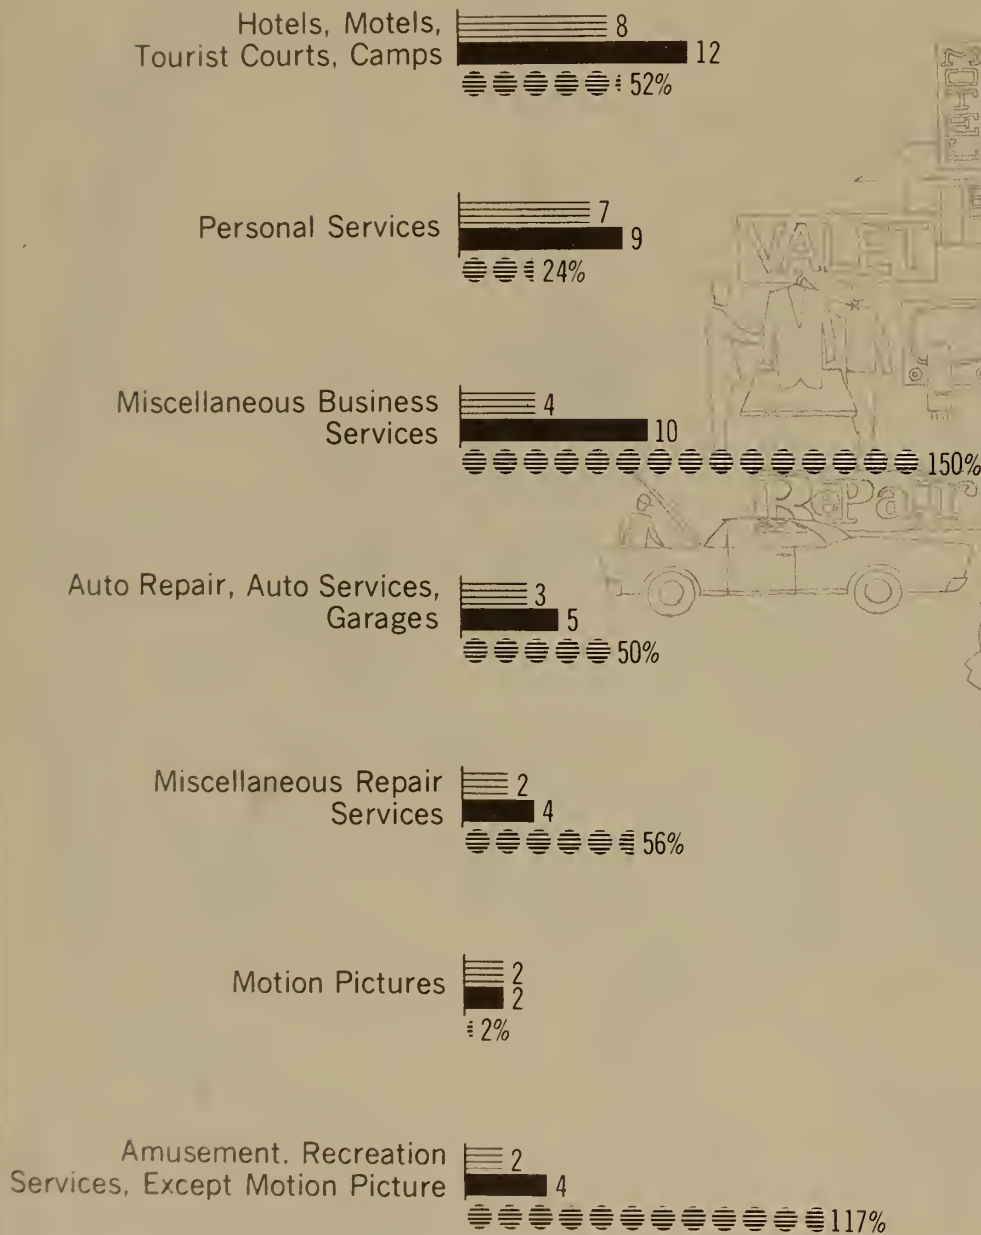 Hotels, Motels,
Tourist Courts, Camps
8
12
52%
Personal Services
7
9
24%
VALET
Miscellaneous Business
Services
4
10
150%
RePair
Auto Repair, Auto Services,
Garages
3
5
50%
Miscellaneous Repair
Services
2
4
56%
Motion Pictures
2
2
2%
Amusement. Recreation
Services, Except Motion Picture
2
4
117%